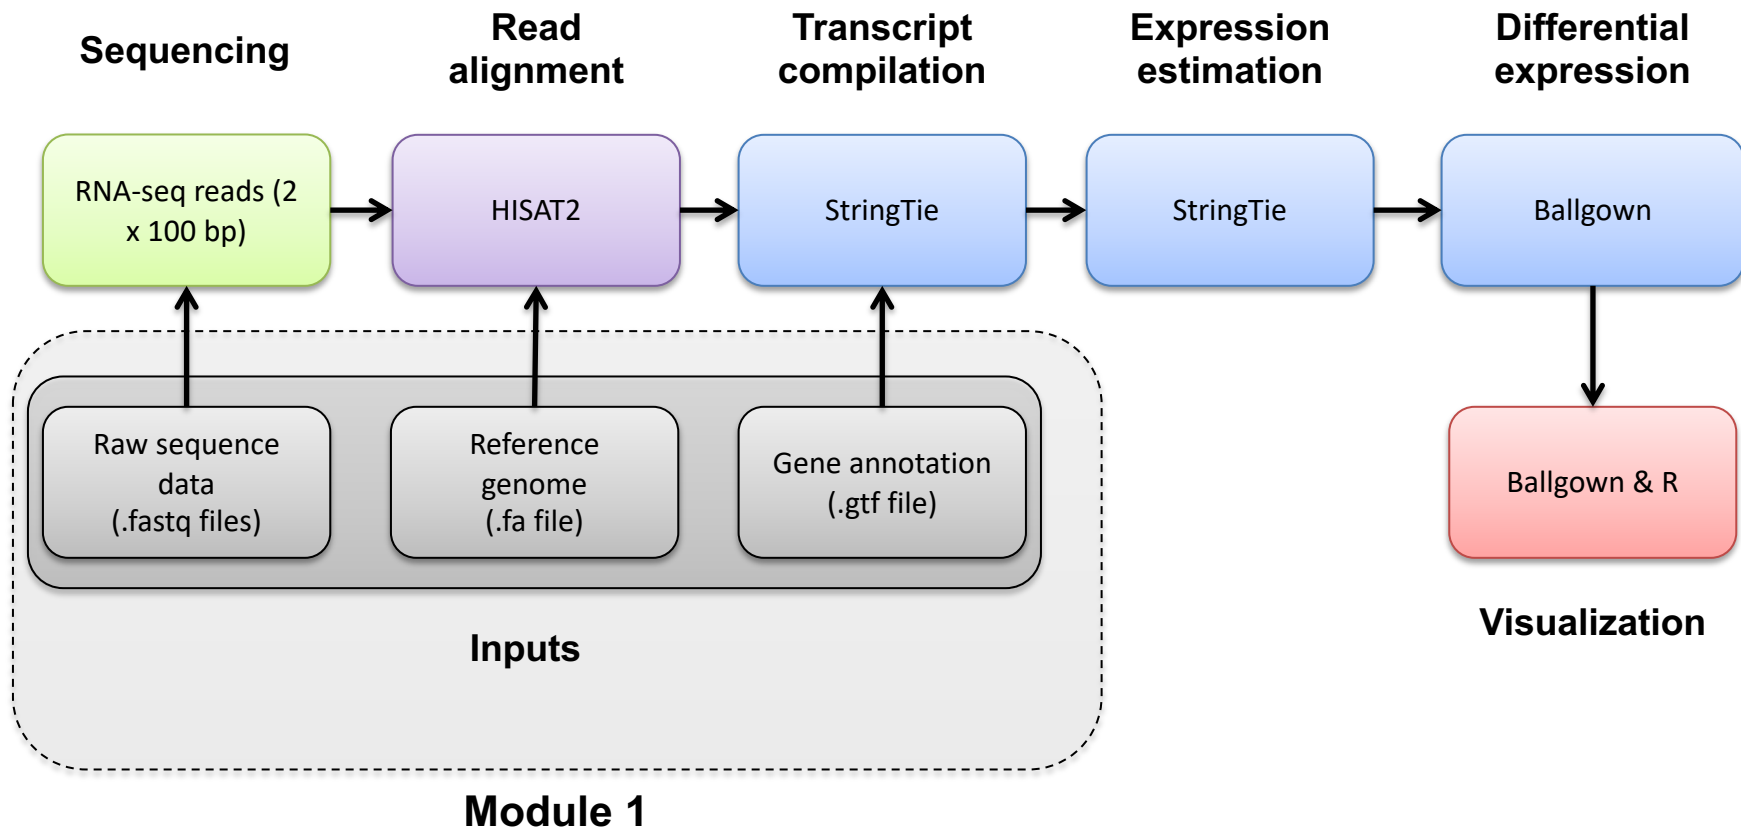 Sequencing
Read
alignment
Transcript
compilation
Expression
estimation
Differential
expression
RNA-seq reads (2
x 100 bp)
HISAT2
StringTie
StringTie
Ballgown
Raw sequence
data
(.fastq files)
Reference
genome
(.fa file)
Gene annotation
(.gtf file)
Ballgown & R
Inputs
Visualization
Module 1